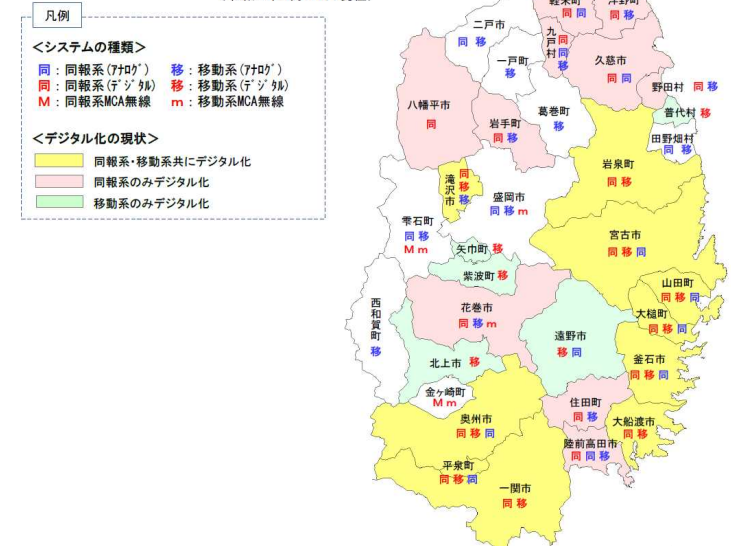 凡例
<システムの種類>
同：同報系(ｱﾅﾛｸﾞ) 移：移動系(ｱﾅﾛｸﾞ)
同：同報系(ﾃﾞｼﾞﾀﾙ) 移：移動系(ﾃﾞｼﾞﾀﾙ)
M：同報系MCA無線 m：移動系MCA無線
<デジタル化の現状>
同報系・移動系共にデジタル化
同報系のみデジタル化
移動系のみデジタル化
軽米町
同 同
洋野町
同 移
二戸市
同 移
九戸村
同
同
移
一戸町
移
久慈市
同 同
野田村 同 移
普代村 移
田野畑村
同 移
八幡平市
同
岩手町
同 移
葛巻町
移
岩泉町
同 移
滝沢市
同
移
移
盛岡市
同 移 m
雫石町
同 移
M m
宮古市
同 移 同
矢巾町 移
紫波町 移
山田町
同 移 同
大槌町
同 移 同
花巻市
同 移 m
西和賀町
移
遠野市
移 同
釜石市
同 移 同
北上市 移
金ヶ崎町
M m
住田町
同 移
大船渡市
同 移
奥州市
同 移 同
陸前高田市
同 同 移
平泉町
同 移 同
一関市
同 移